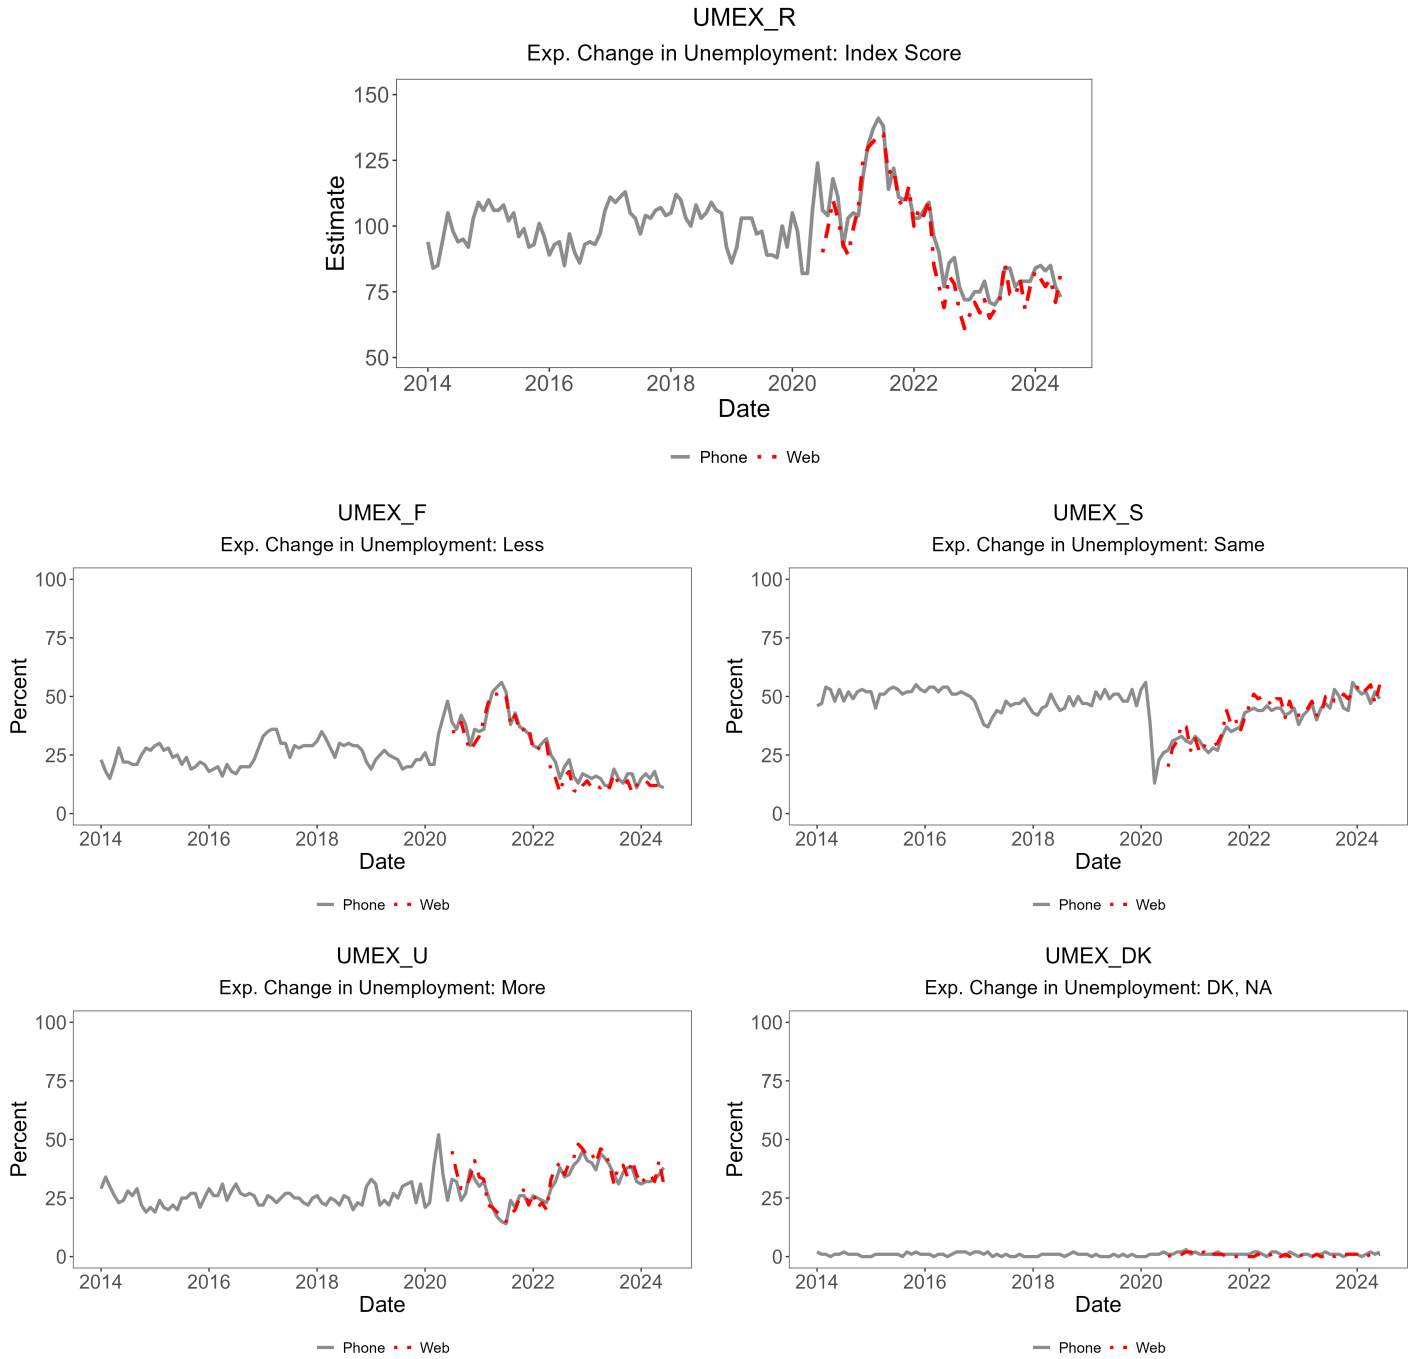 UMEX_R
Exp. Change in Unemployment: Index Score
Estimate
150
125
100
75
50
2014 2016 2018 2020 2022 2024
Date
Phone Web
UMEX_F
Exp. Change in Unemployment: Less
Percent
100
75
50
25
0
2014 2016 2018 2020 2022 2024
Date
Phone Web
UMEX_S
Exp. Change in Unemployment: Same
Percent
100
75
50
25
0
2014 2016 2018 2020 2022 2024
Date
Phone Web
UMEX_U
Exp. Change in Unemployment: More
Percent
100
75
50
25
0
2014 2016 2018 2020 2022 2024
Date
Phone Web
UMEX_DK
Exp. Change in Unemployment: DK, NA
Percent
100
75
50
25
0
2014 2016 2018 2020 2022 2024
Date
Phone Web